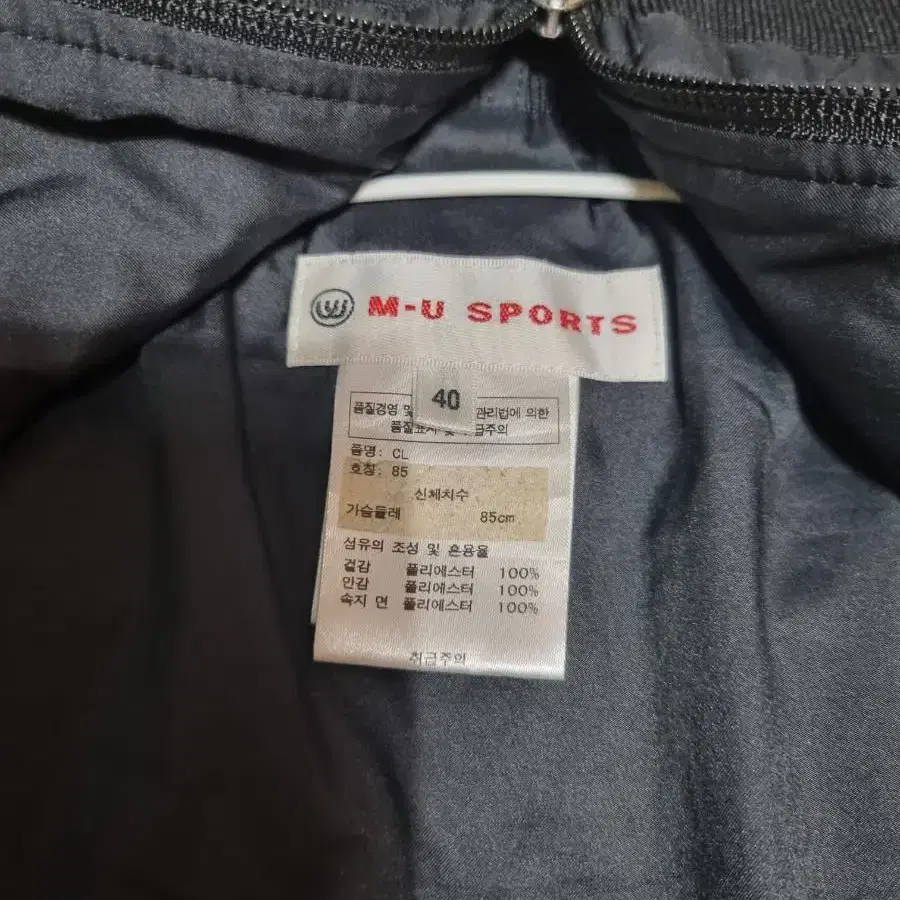 M-U SPORTS
40
품질경영 및 관리법에 의한
품질표시 및 급주의
품명: CL
호칭: 85
신체치수
가슴둘레 85cm
섬유의 조성 및 혼용율
겉감 폴리에스터 100%
안감 폴리에스터 100%
속지 면 폴리에스터 100%
취급주의